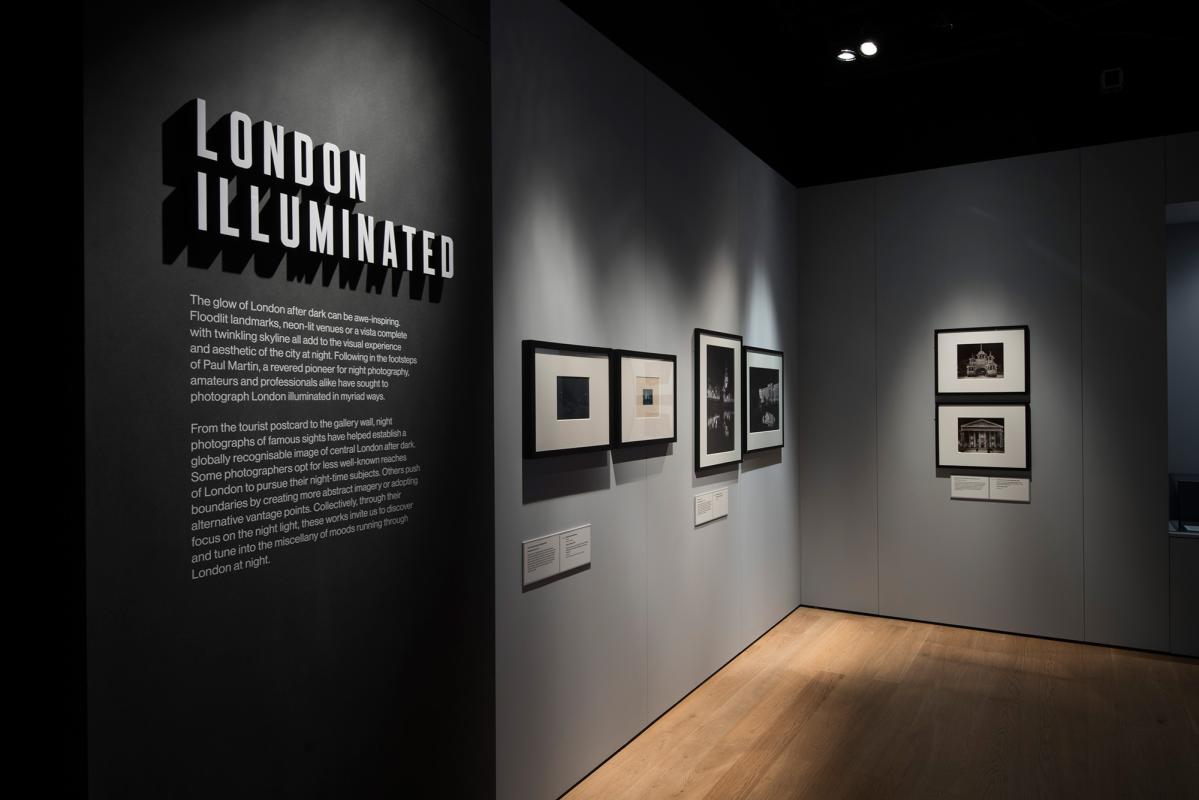 LONDON
ILLUMINATED
The glow of London after dark can be awe-inspiring.
Floodlit landmarks, neon-lit venues or a vista complete
with twinkling skyline all add to the visual experience
and aesthetic of the city at night. Following in the footsteps
of Paul Martin, a revered pioneer for night photography,
amateurs and professionals alike have sought to
photograph London illuminated in myriad ways.
From the tourist postcard to the gallery wall, night
photographs of famous sights have helped establish a
globally recognisable image of central London after dark.
Some photographers opt for less well-known reaches
of London to pursue their night-time subjects. Others push
boundaries by creating more abstract imagery or adopting
alternative vantage points. Collectively, through their
focus on the night light, these works invite us to discover
and tune into the miscellany of moods running through
London at night.